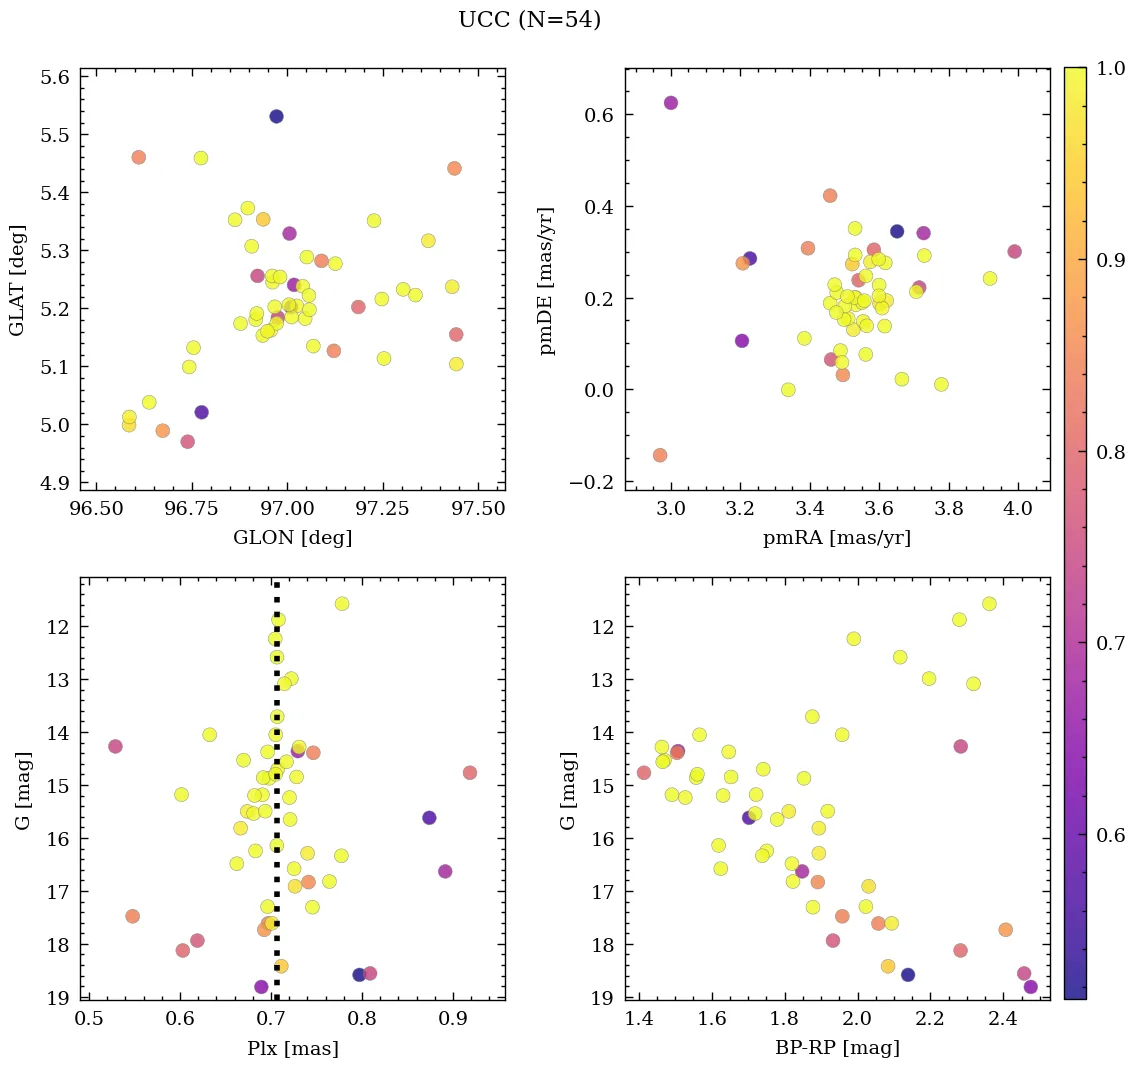 UCC (N=54)
5.6
5.5
5.4
5.3
5.2
5.1
5.0
4.9
GLAT [deg]
96.50 96.75 97.00 97.25 97.50
GLON [deg]
0.6
0.4
0.2
0.0
−0.2
pmDE [mas/yr]
3.0 3.2 3.4 3.6 3.8 4.0
pmRA [mas/yr]
1.0
0.9
0.8
0.7
0.6
12
13
14
15
16
17
18
19
G [mag]
0.5 0.6 0.7 0.8 0.9
Plx [mas]
12
13
14
15
16
17
18
19
G [mag]
1.4 1.6 1.8 2.0 2.2 2.4
BP-RP [mag]